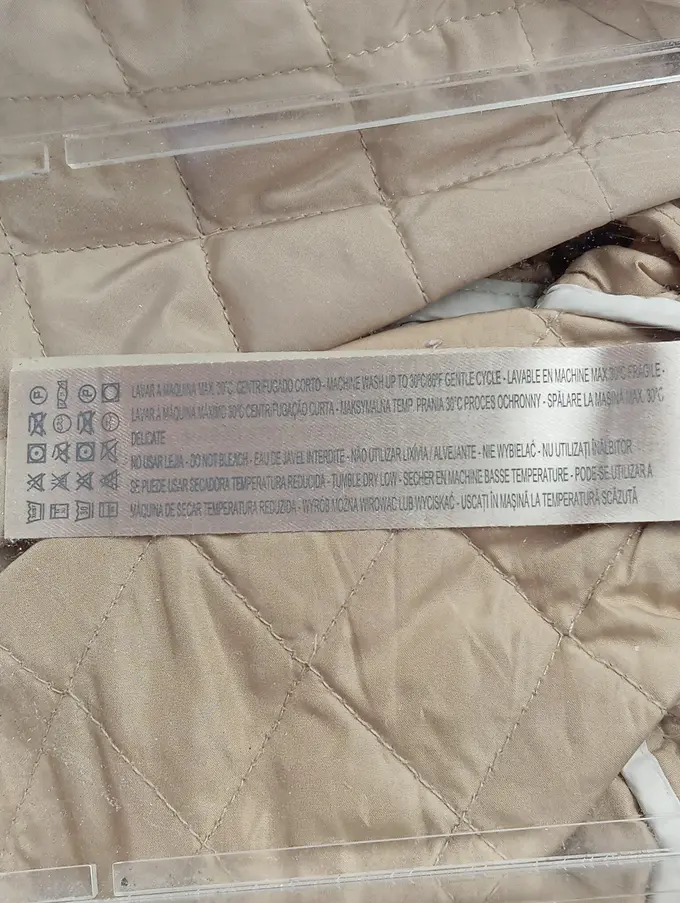 LAVAR A MAQUINA MAX. 30°C. CENTRIFUGADO CORTO - MACHINE WASH UP TO 30°C/86°F GENTLE CYCLE - LAVABLE EN MACHINE MAX.30°C FRAGILE -
LAVAR À MÁQUINA MÁXIMO 30°C CENTRIFUGAÇÃO CURTA - MAKSYMALNA TEMP. PRANIA 30°C PROCES OCHRONNY - SPĂLARE LA MAȘINĂ MAX. 30°C
DELICATE
NO USAR LEJIA - DO NOT BLEACH - EAU DE JAVEL INTERDITE - NÃO UTILIZAR LIXÍVIA / ALVEJANTE - NIE WYBIELAĆ - NU UTILIZAȚI ÎNĂLBITOR
SE PUEDE USAR SECADORA TEMPERATURA REDUCIDA - TUMBLE DRY LOW - SECHER EN MACHINE BASSE TEMPERATURE - PODE-SE UTILIZAR A
MÁQUINA DE SECAR TEMPERATURA REDUZIDA - WYRÓB MOŻNA WIROWAĆ LUB WYCISKAĆ - USCAȚI ÎN MAȘINĂ LA TEMPERATURĂ SCĂZUTĂ